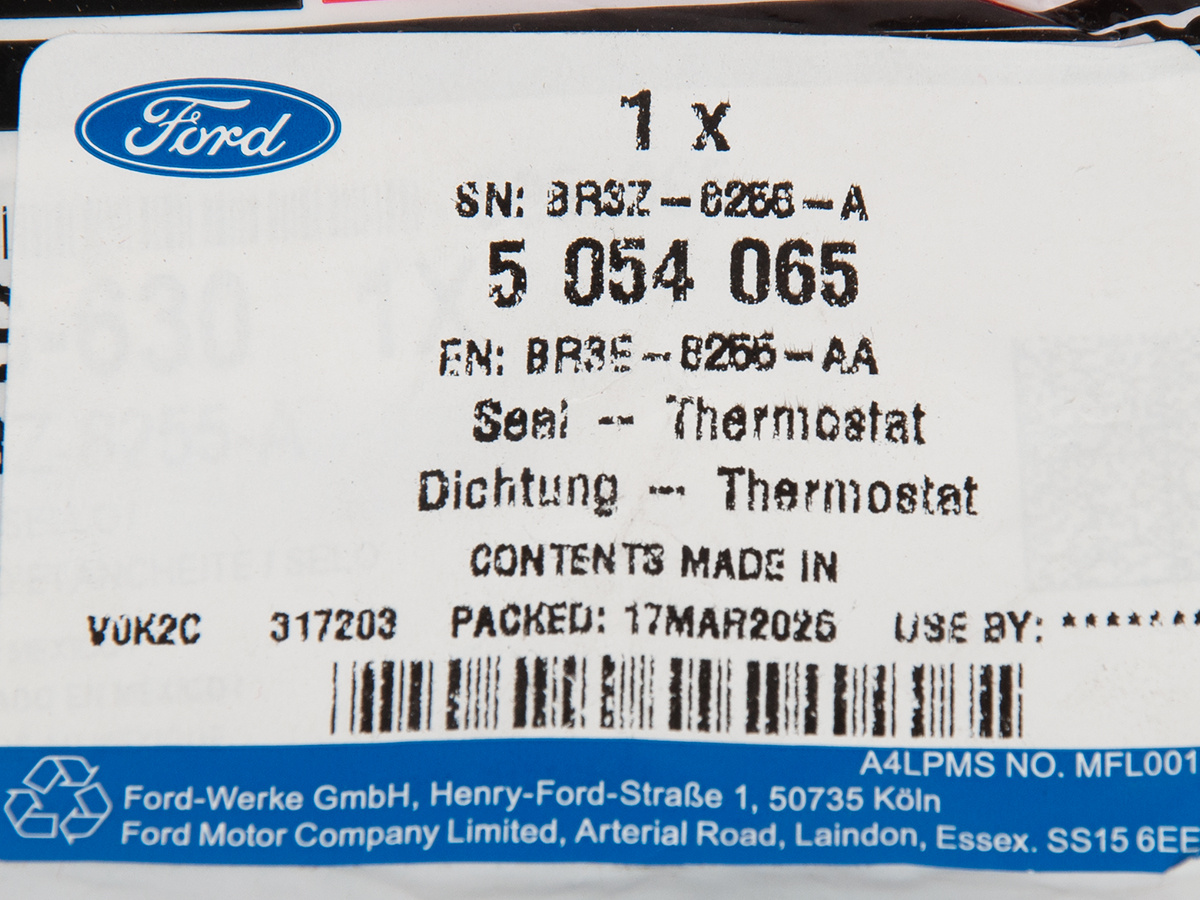 Ford
1 x
SN: BR3Z-8255-A
5 054 065
EN: BR3E-8255-AA
Seal -- Thermostat
Dichtung -- Thermostat
CONTENTS MADE IN
V0K2C 317203 PACKED: 17MAR2025 USE BY: *******
A4LPMS NO. MFL001
Ford-Werke GmbH, Henry-Ford-Straße 1, 50735 Köln
Ford Motor Company Limited, Arterial Road, Laindon, Essex. SS15 6EE